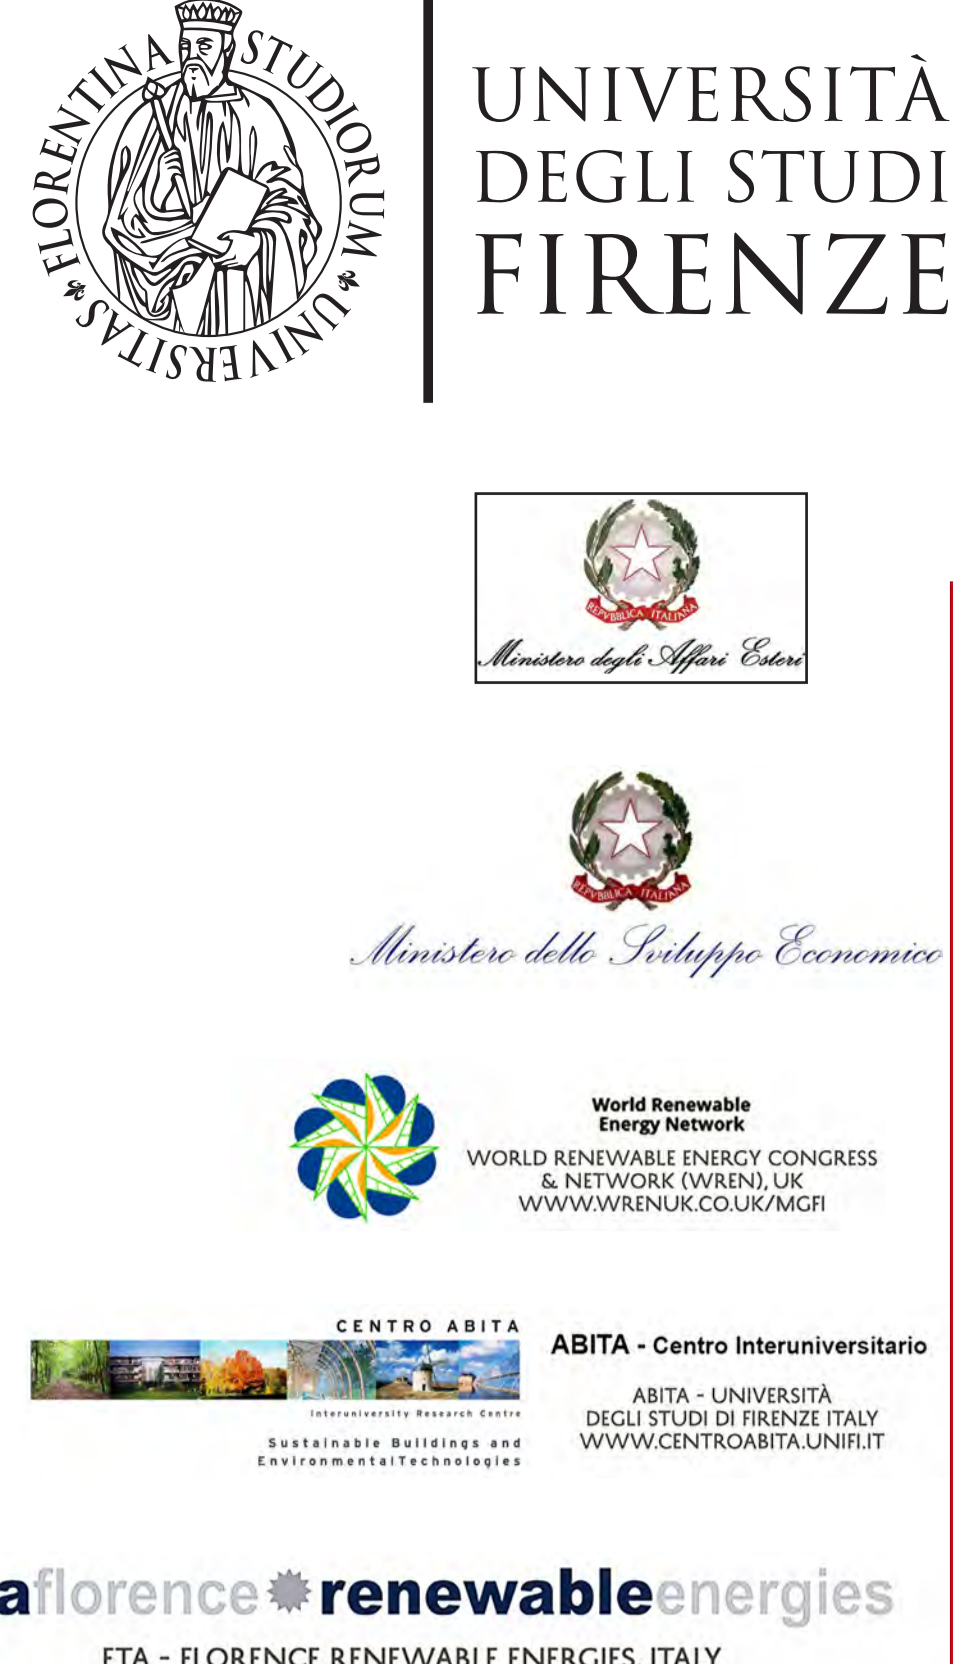 FLORENTINA STUDIORUM UNIVERSITAS
UNIVERSITÀ
DEGLI STUDI
FIRENZE
REPVBBLICA ITALIANA
Ministero degli Affari Esteri
REPVBBLICA ITALIANA
Ministero dello Sviluppo Economico
World Renewable
Energy Network
WORLD RENEWABLE ENERGY CONGRESS
& NETWORK (WREN), UK
WWW.WRENUK.CO.UK/MGFI
CENTRO ABITA
Interuniversity Research Centre
Sustainable Buildings and
EnvironmentalTechnologies
ABITA - Centro Interuniversitario
ABITA - UNIVERSITÀ
DEGLI STUDI DI FIRENZE ITALY
WWW.CENTROABITA.UNIFI.IT
aflorence renewableenergies
ETA - FLORENCE RENEWABLE ENERGIES, ITALY